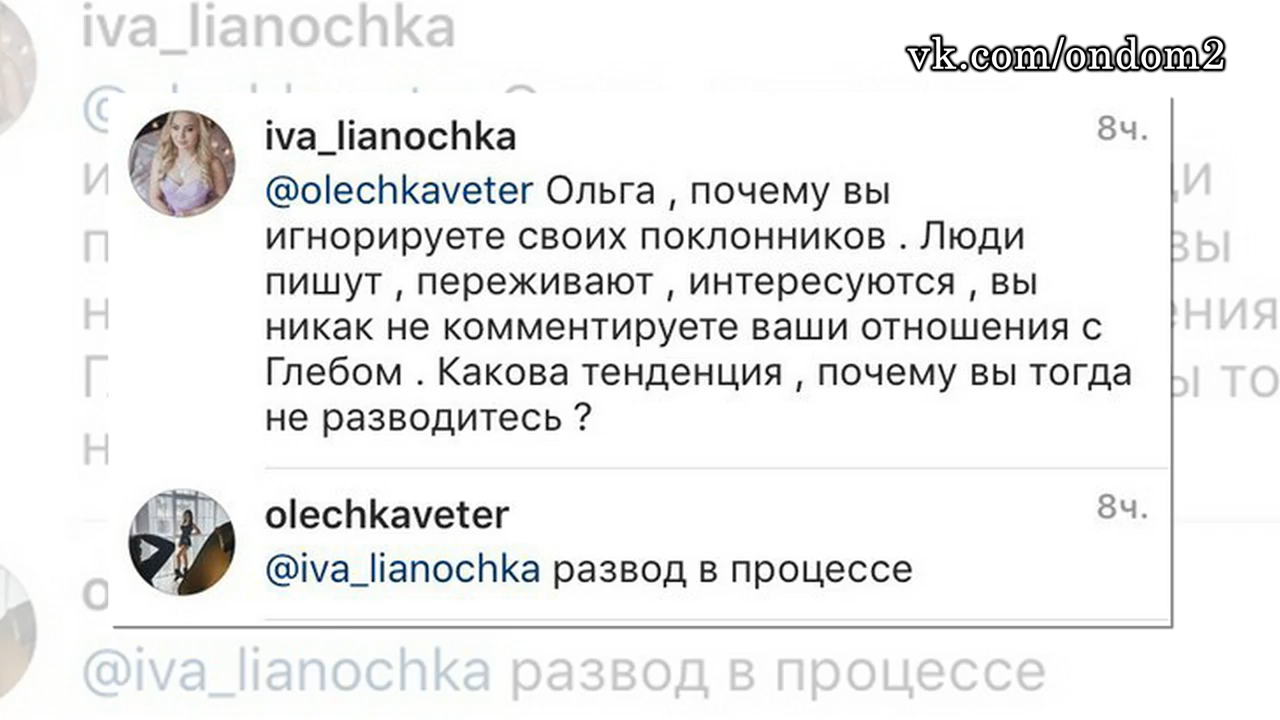 iva_lianochka
vk.com/ondom2
iva_lianochka
8ч.
@olechkaveter Ольга , почему вы
игнорируете своих поклонников . Люди
пишут , переживают , интересуются , вы
никак не комментируете ваши отношения с
Глебом . Какова тенденция , почему вы тогда
не разводитесь ?
olechkaveter
8ч.
@iva_lianochka развод в процессе
@iva_lianochka развод в процессе